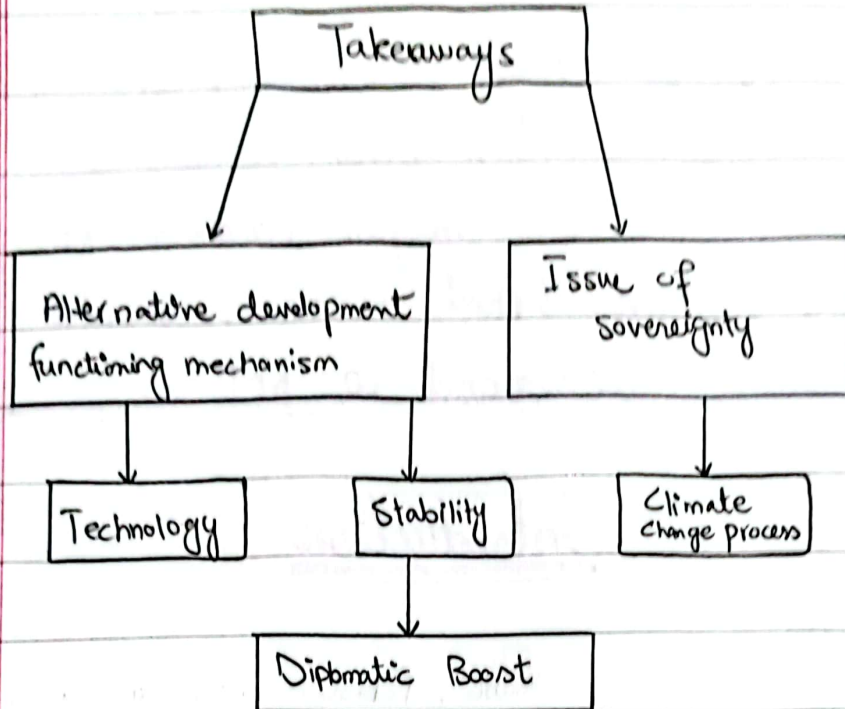 Takeaways
Alternative development
functioning mechanism
Issue of
sovereignty
Technology
Stability
Climate
change process
Diplomatic Boost